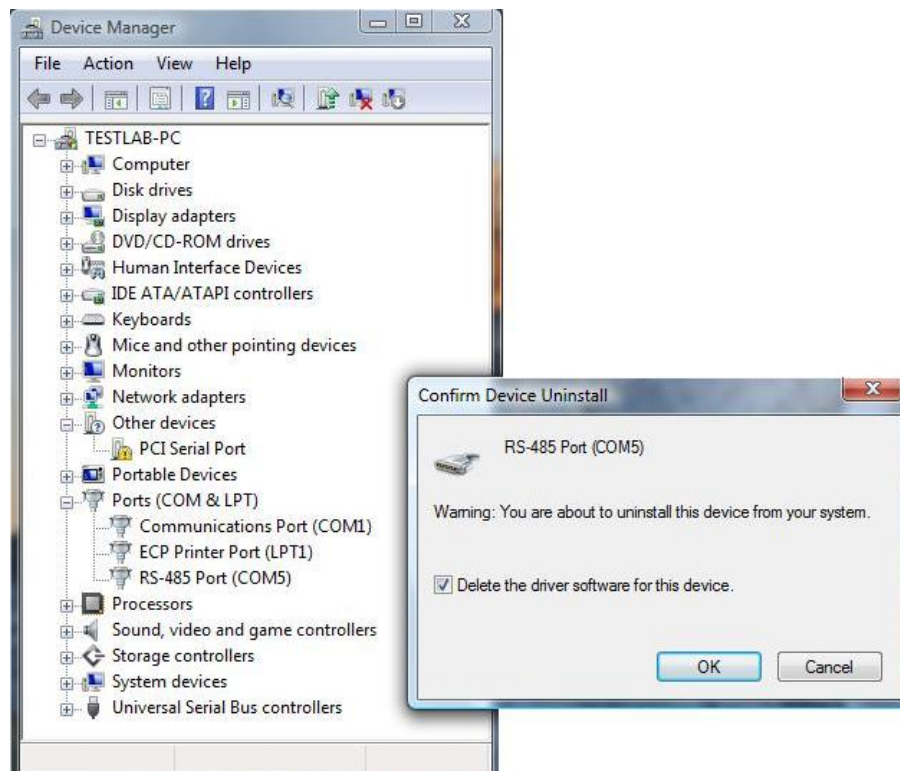 Device Manager
File Action View Help
TESTLAB-PC
Computer
Disk drives
Display adapters
DVD/CD-ROM drives
Human Interface Devices
IDE ATA/ATAPI controllers
Keyboards
Mice and other pointing devices
Monitors
Network adapters
Other devices
PCI Serial Port
Portable Devices
Ports (COM & LPT)
Communications Port (COM1)
ECP Printer Port (LPT1)
RS-485 Port (COM5)
Processors
Sound, video and game controllers
Storage controllers
System devices
Universal Serial Bus controllers
Confirm Device Uninstall
RS-485 Port (COM5)
Warning: You are about to uninstall this device from your system.
Delete the driver software for this device.
OK Cancel